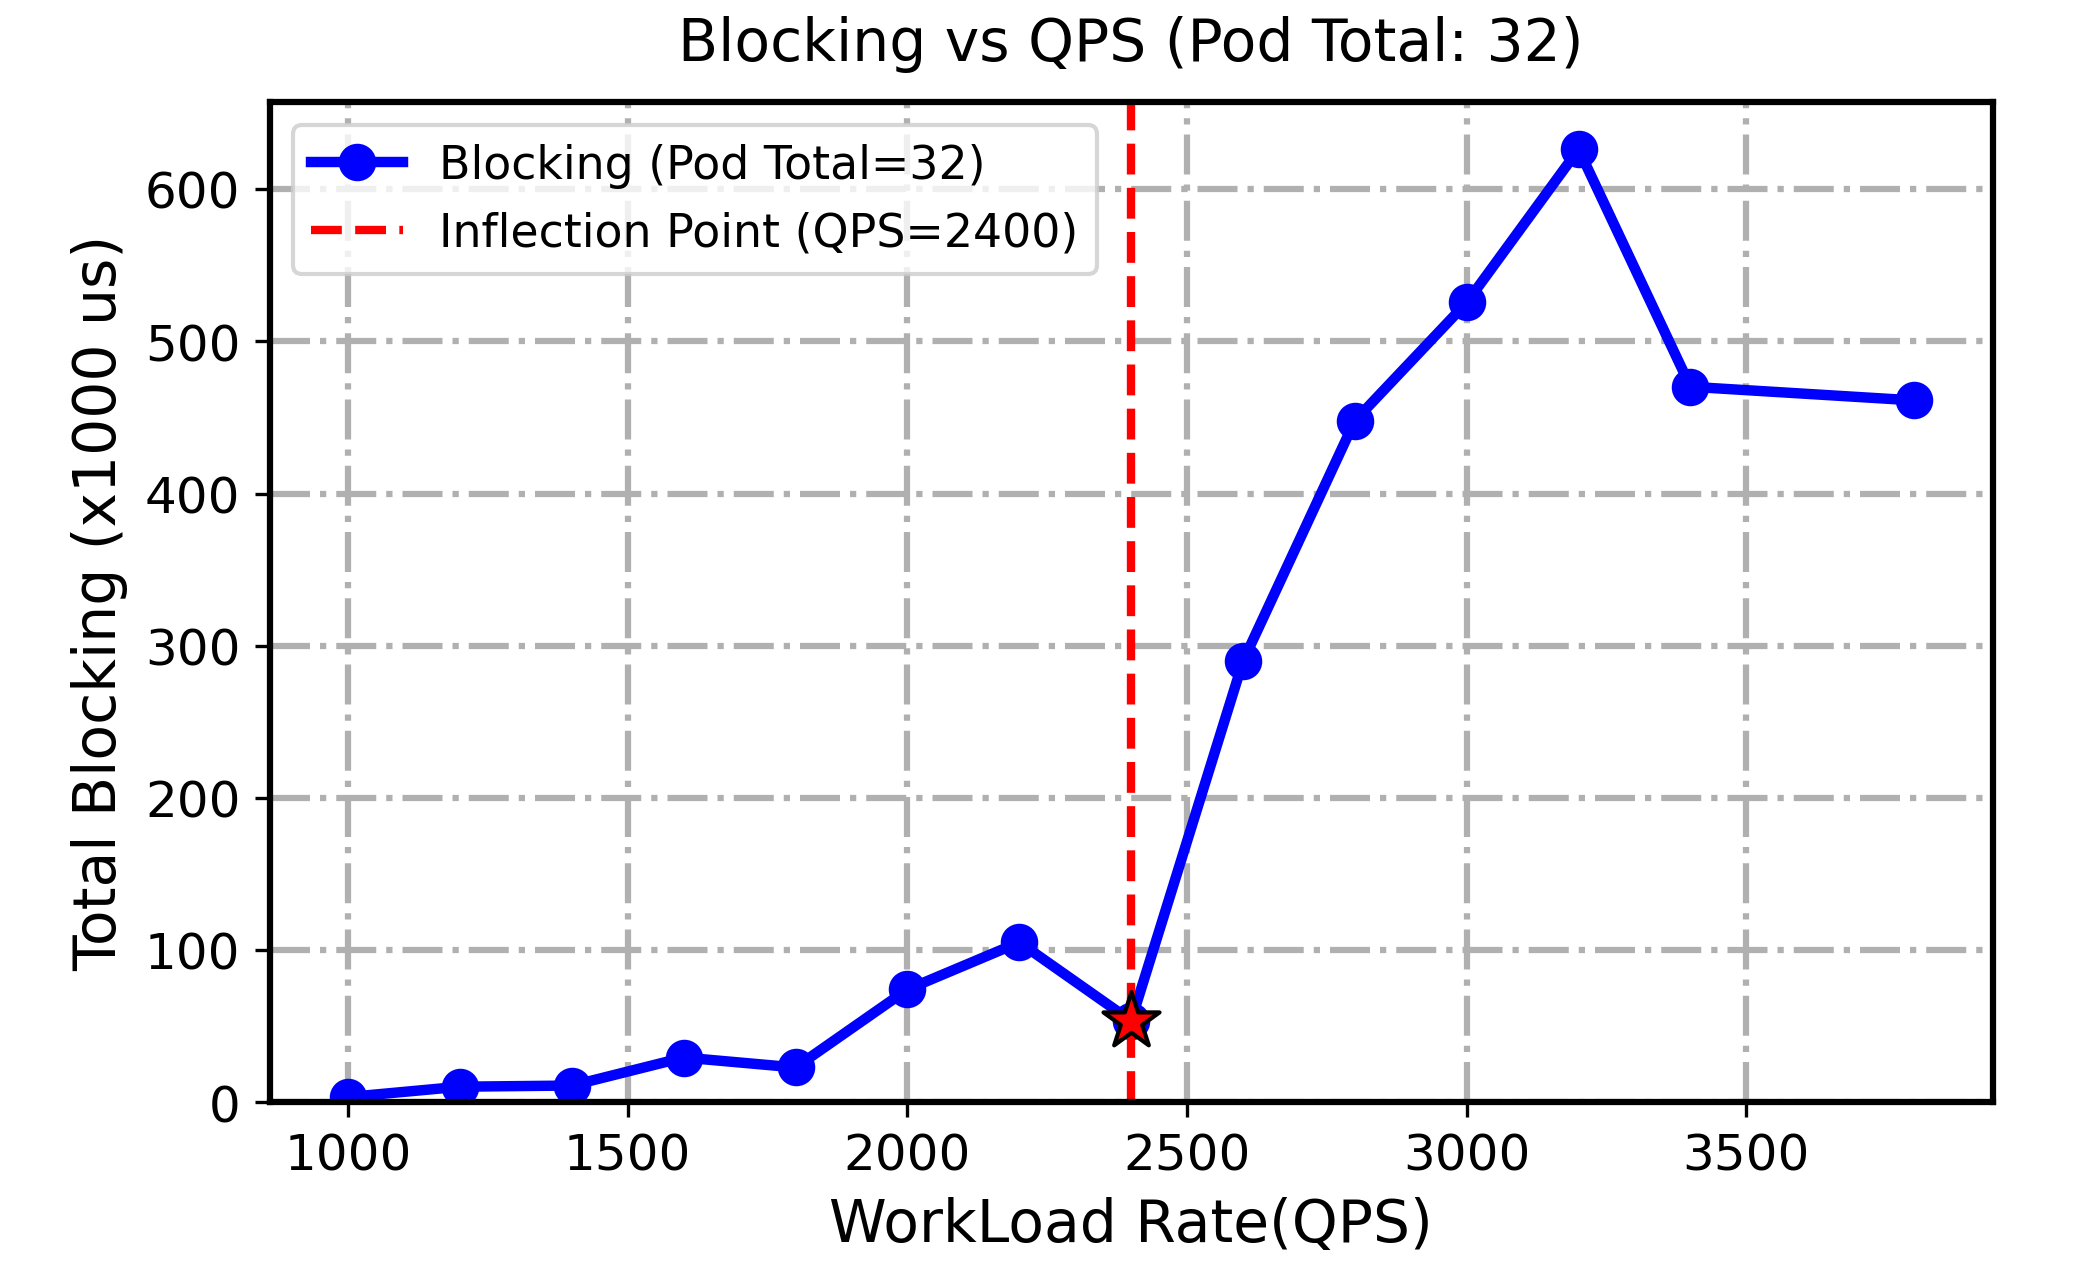 Blocking vs QPS (Pod Total: 32)
Blocking (Pod Total=32)
Inflection Point (QPS=2400)
Total Blocking (x1000 us)
600
500
400
300
200
100
0
1000 1500 2000 2500 3000 3500
WorkLoad Rate(QPS)